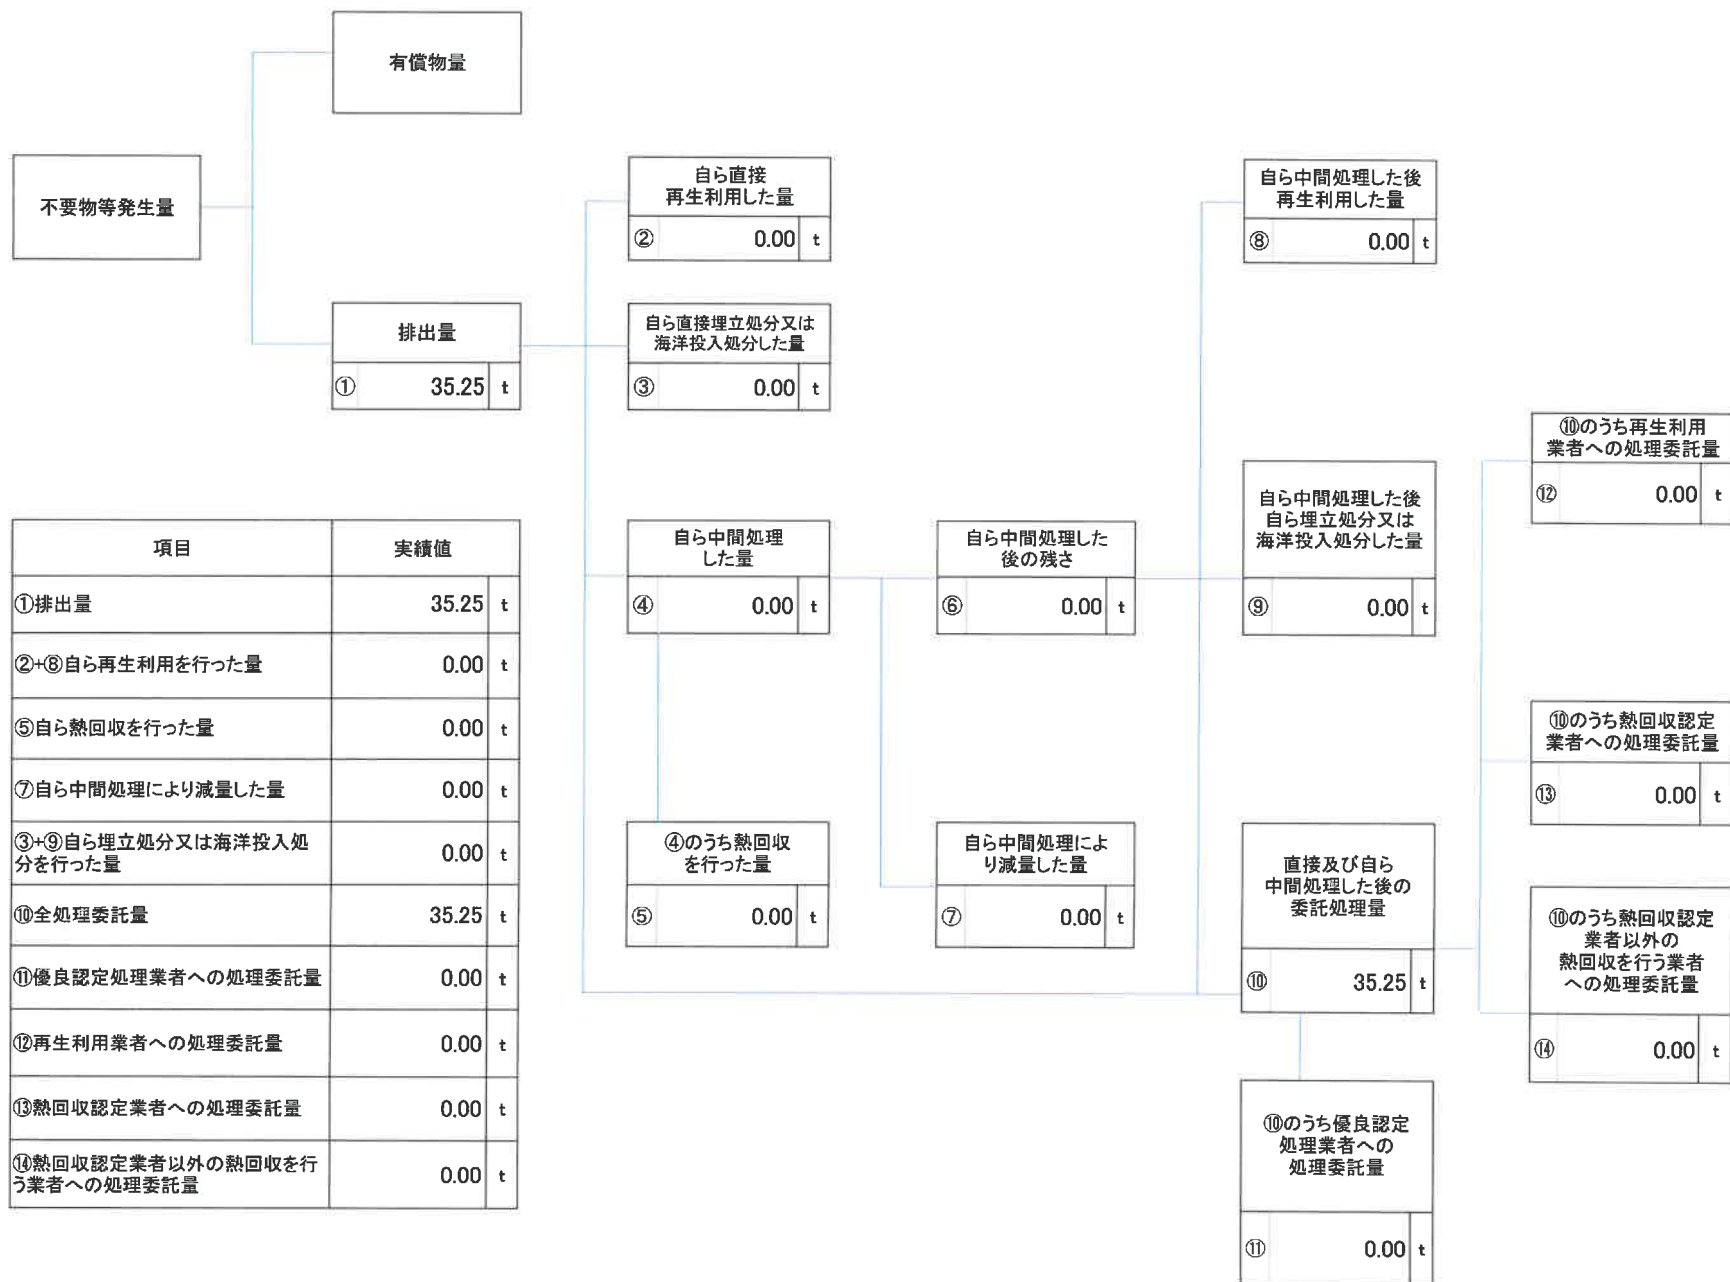 有償物量
不要物等発生量
排出量
① 35.25 t
自ら直接
再生利用した量
② 0.00 t
自ら直接埋立処分又は
海洋投入処分した量
③ 0.00 t
自ら中間処理
した量
④ 0.00 t
④のうち熱回収
を行った量
⑤ 0.00 t
自ら中間処理した
後の残さ
⑥ 0.00 t
自ら中間処理によ
り減量した量
⑦ 0.00 t
自ら中間処理した後
再生利用した量
⑧ 0.00 t
自ら中間処理した後
自ら埋立処分又は
海洋投入処分した量
⑨ 0.00 t
直接及び自ら
中間処理した後の
委託処理量
⑩ 35.25 t
⑩のうち優良認定
処理業者への
処理委託量
⑪ 0.00 t
⑩のうち再生利用
業者への処理委託量
⑫ 0.00 t
⑩のうち熱回収認定
業者への処理委託量
⑬ 0.00 t
⑩のうち熱回収認定
業者以外の
熱回収を行う業者
への処理委託量
⑭ 0.00 t
項目 実績値
①排出量 35.25 t
②+⑧自ら再生利用を行った量 0.00 t
⑤自ら熱回収を行った量 0.00 t
⑦自ら中間処理により減量した量 0.00 t
③+⑨自ら埋立処分又は海洋投入処
分を行った量 0.00 t
⑩全処理委託量 35.25 t
⑪優良認定処理業者への処理委託量 0.00 t
⑫再生利用業者への処理委託量 0.00 t
⑬熱回収認定業者への処理委託量 0.00 t
⑭熱回収認定業者以外の熱回収を行
う業者への処理委託量 0.00 t